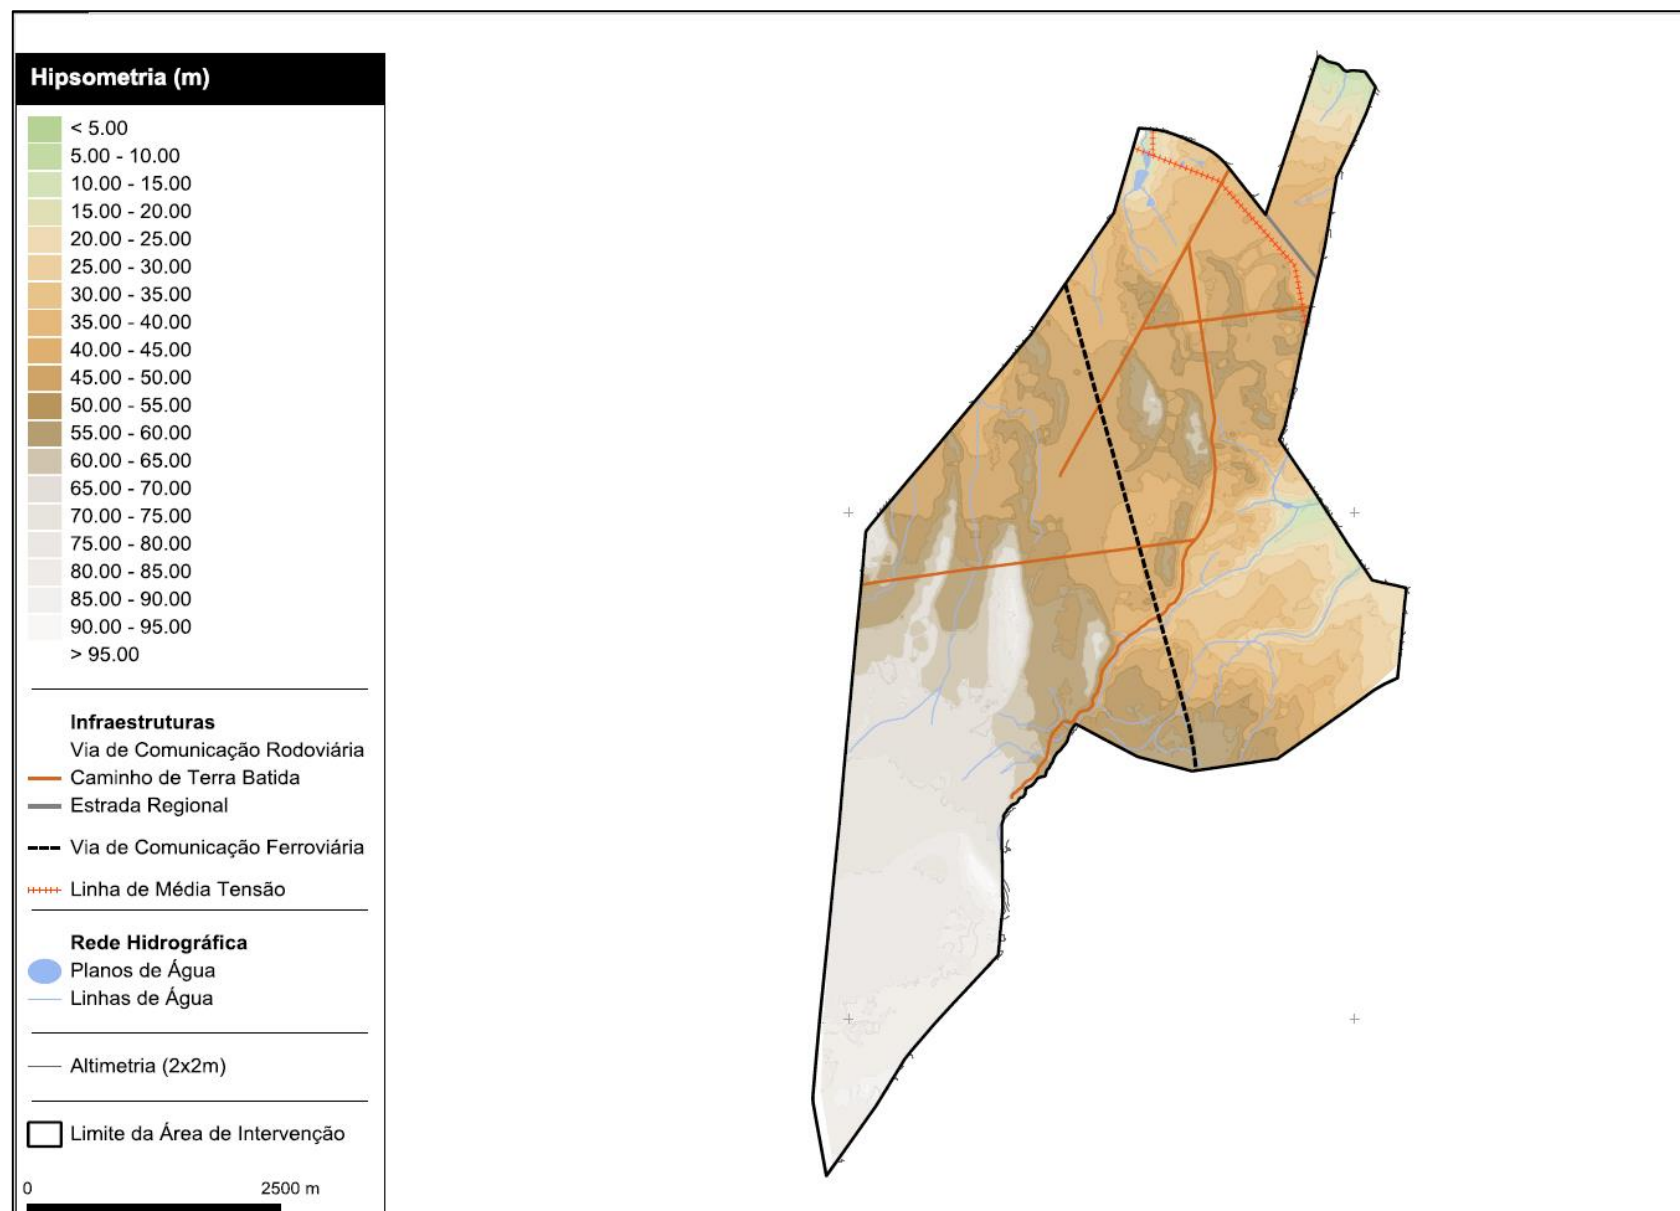 Hipsometria (m)
< 5.00
5.00 - 10.00
10.00 - 15.00
15.00 - 20.00
20.00 - 25.00
25.00 - 30.00
30.00 - 35.00
35.00 - 40.00
40.00 - 45.00
45.00 - 50.00
50.00 - 55.00
55.00 - 60.00
60.00 - 65.00
65.00 - 70.00
70.00 - 75.00
75.00 - 80.00
80.00 - 85.00
85.00 - 90.00
90.00 - 95.00
> 95.00
Infraestruturas
Via de Comunicação Rodoviária
Caminho de Terra Batida
Estrada Regional
Via de Comunicação Ferroviária
Linha de Média Tensão
Rede Hidrográfica
Planos de Água
Linhas de Água
Altimetria (2x2m)
Limite da Área de Intervenção
0 2500 m